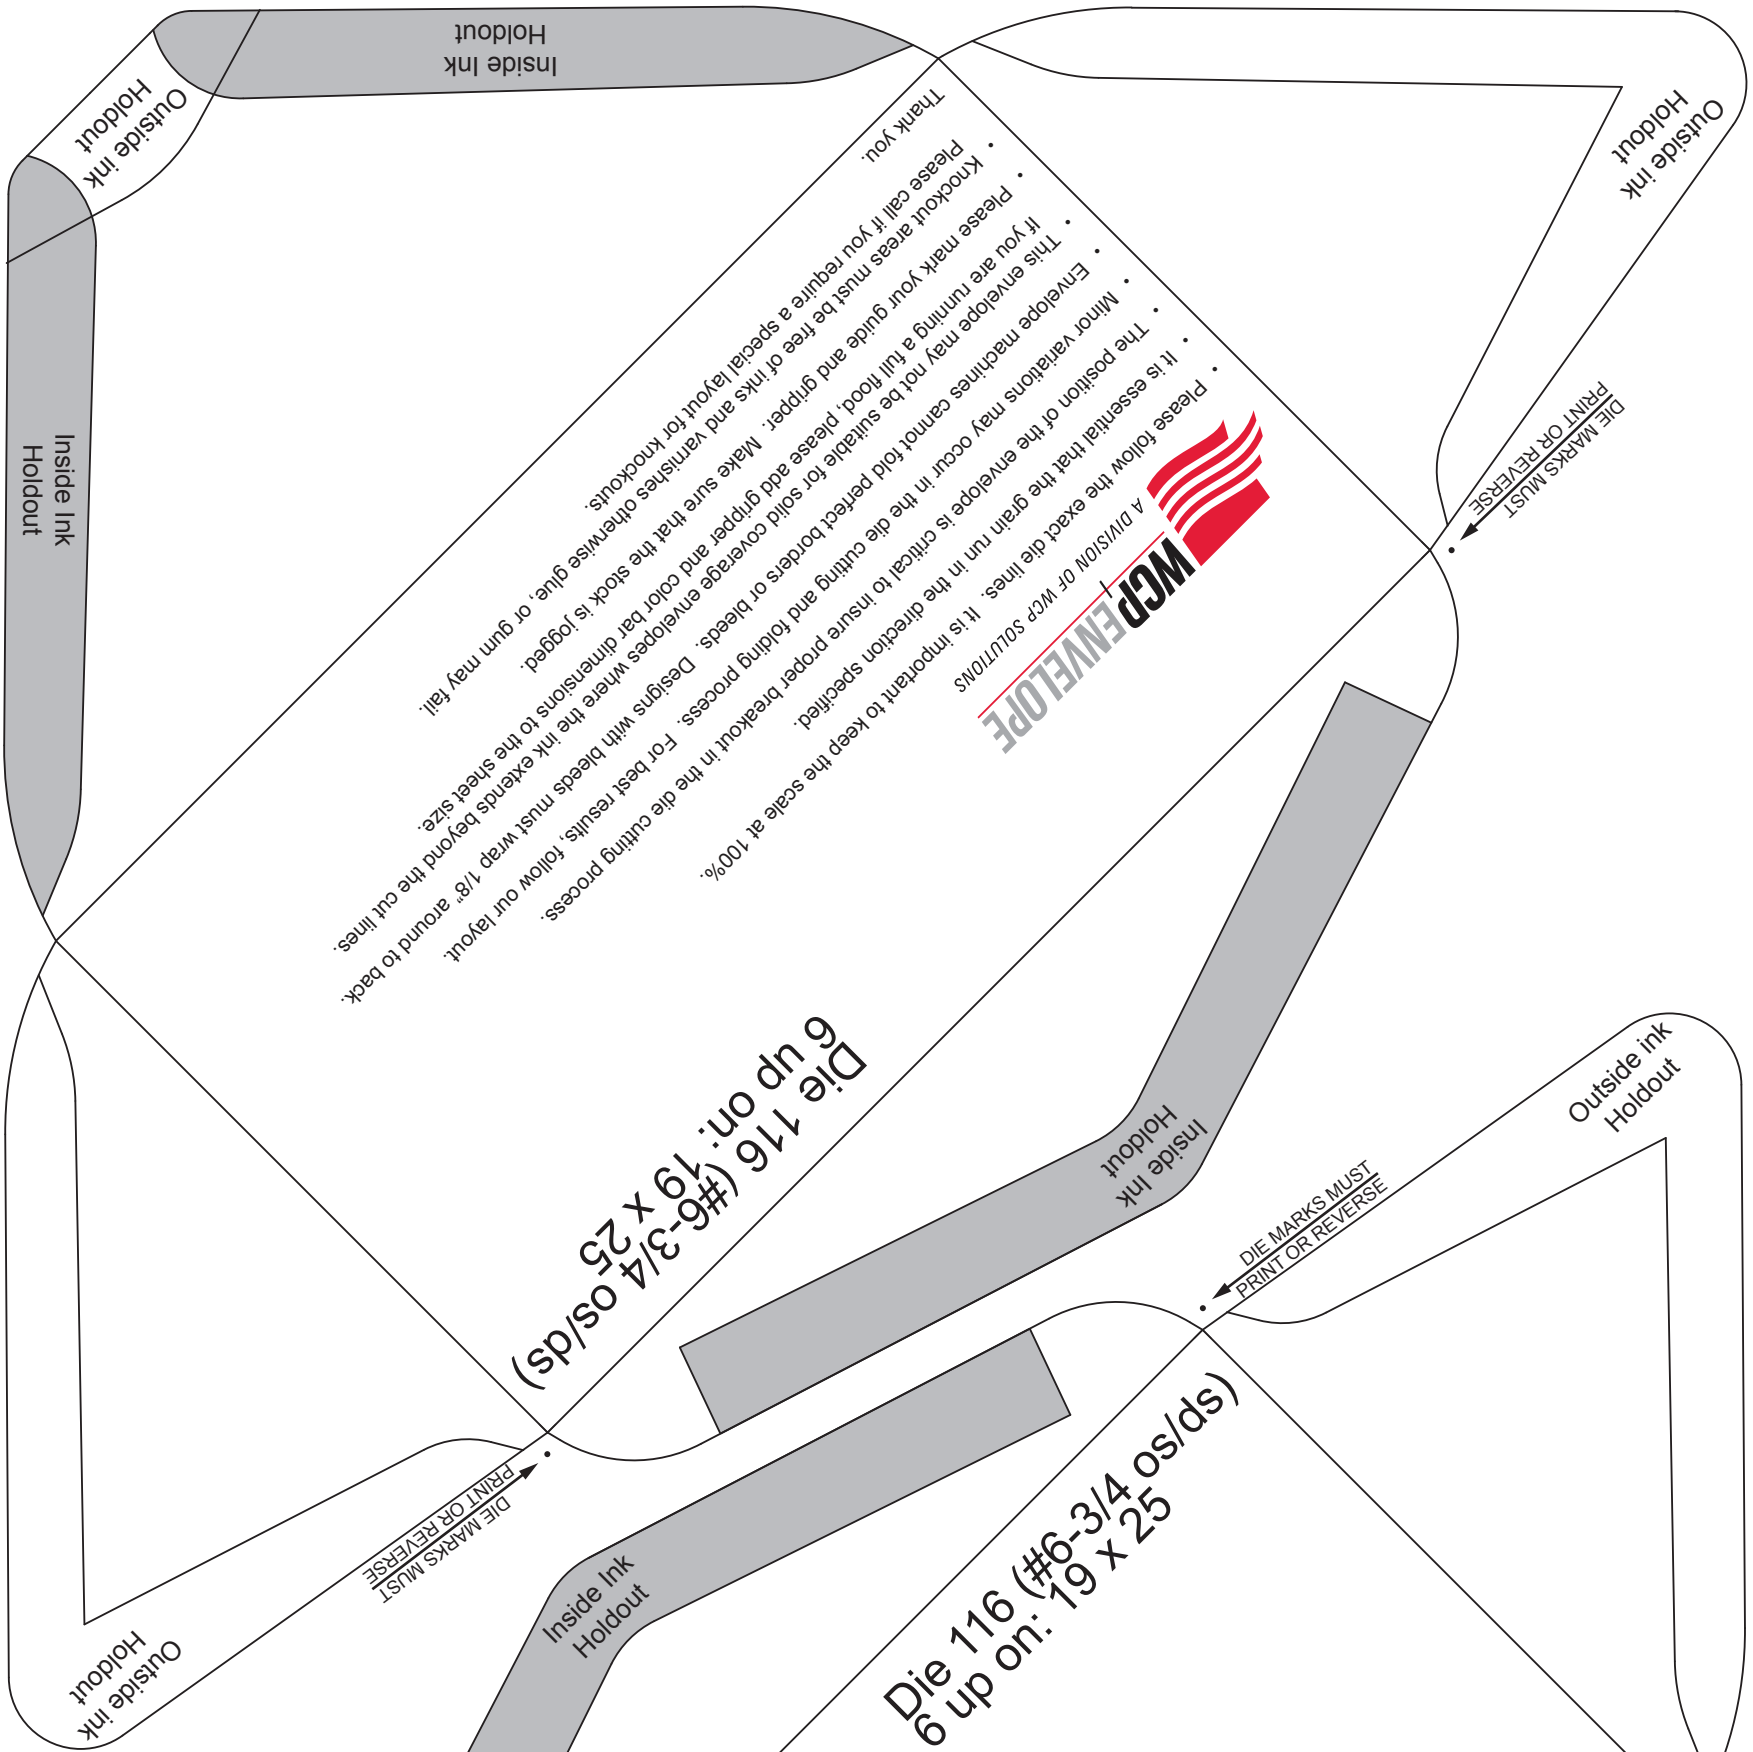 Inside Ink
Holdout
Outside ink
Holdout
Inside Ink
Holdout
Outside ink
Holdout
DIE MARKS MUST
PRINT OR REVERSE
WCP ENVELOPE
A DIVISION OF WCP SOLUTIONS
• Please follow the exact die lines. It is important to keep the scale at 100%.
• It is essential that the grain run in the direction specified.
• The position of the envelope is critical to insure proper breakout in the die cutting process.
• Minor variations may occur in the die cutting and folding process. For best results, follow our layout.
• Envelope machines cannot fold perfect borders or bleeds. Designs with bleeds must wrap 1/8" around to back.
• This envelope may not be suitable for solid coverage envelopes where the ink extends beyond the cut lines.
If you are running a full flood, please add gripper and color bar dimensions to the sheet size.
• Please mark your guide and gripper. Make sure that the stock is jogged.
• Knockout areas must be free of inks and varnishes otherwise glue, or gum may fail.
Please call if you require a special layout for knockouts.
Thank you.
Die 116 (#6-3/4 os/ds)
6 up on: 19 x 25
Inside Ink
Holdout
DIE MARKS MUST
PRINT OR REVERSE
Outside ink
Holdout
Outside ink
Holdout
DIE MARKS MUST
PRINT OR REVERSE
Inside Ink
Holdout
Die 116 (#6-3/4 os/ds)
6 up on: 19 x 25